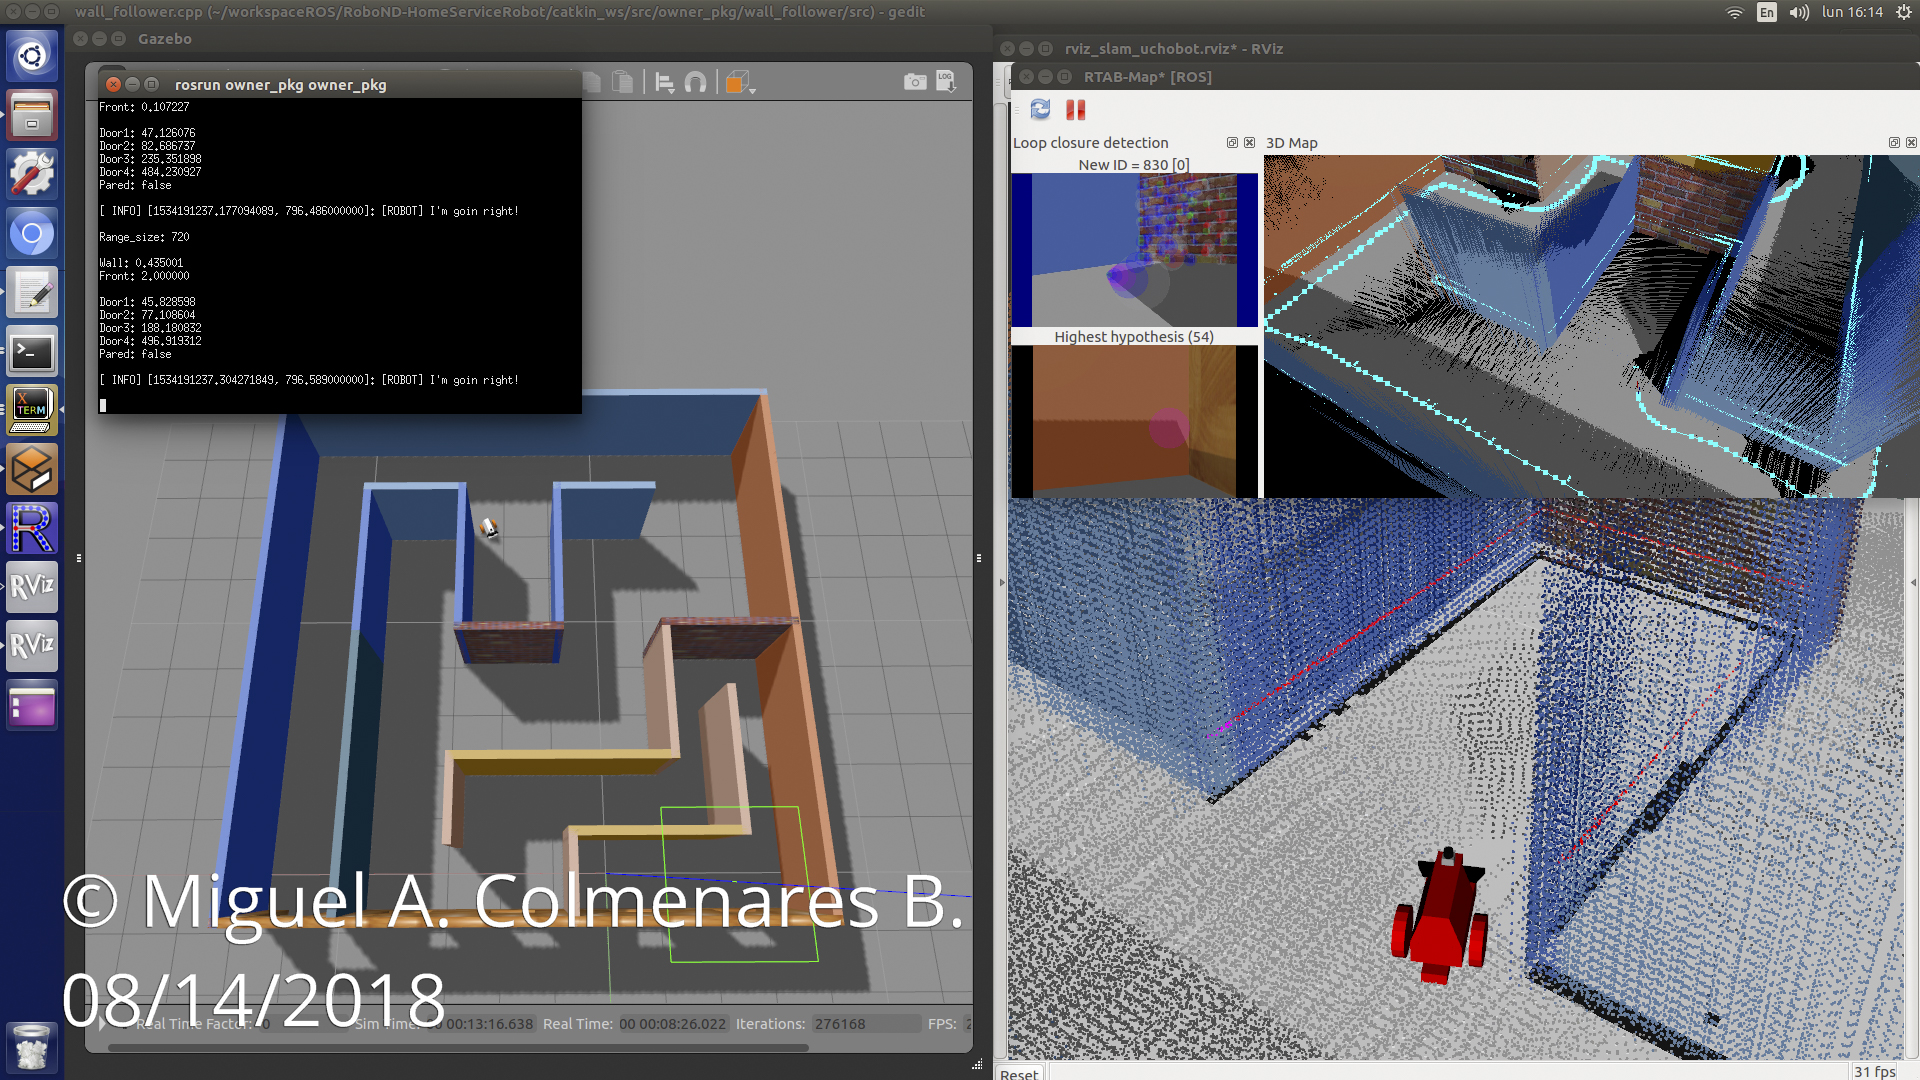 wall_follower.cpp (~/workspaceROS/RoboND-HomeServiceRobot/catkin_ws/src/owner_pkg/wall_follower/src) - gedit
En
lun 16:14
Gazebo
rviz_slam_uchobot.rviz* - RViz
RTAB-Map* [ROS]
rosrun owner_pkg owner_pkg
LOG
Front: 0.107227
Door1: 47.126076
Door2: 82.686737
Door3: 235.351898
Door4: 484.230927
Pared: false
[ INFO] [1534191237.177094089, 796.486000000]: [ROBOT] I'm goin right!
Range_size: 720
Wall: 0.435001
Front: 2.000000
Door1: 45.828598
Door2: 77.108604
Door3: 188.180832
Door4: 496.919312
Pared: false
[ INFO] [1534191237.304271849, 796.589000000]: [ROBOT] I'm goin right!
Loop closure detection
3D Map
New ID = 830 [0]
Highest hypothesis (54)
X
TERM
R
RViz
RViz
© Miguel A. Colmenares B.
08/14/2018
Real Time Factor:
Sim Time:
00:13:16.638
Real Time:
00 00:08:26.022
Iterations:
276168
FPS:
Reset
31 fps